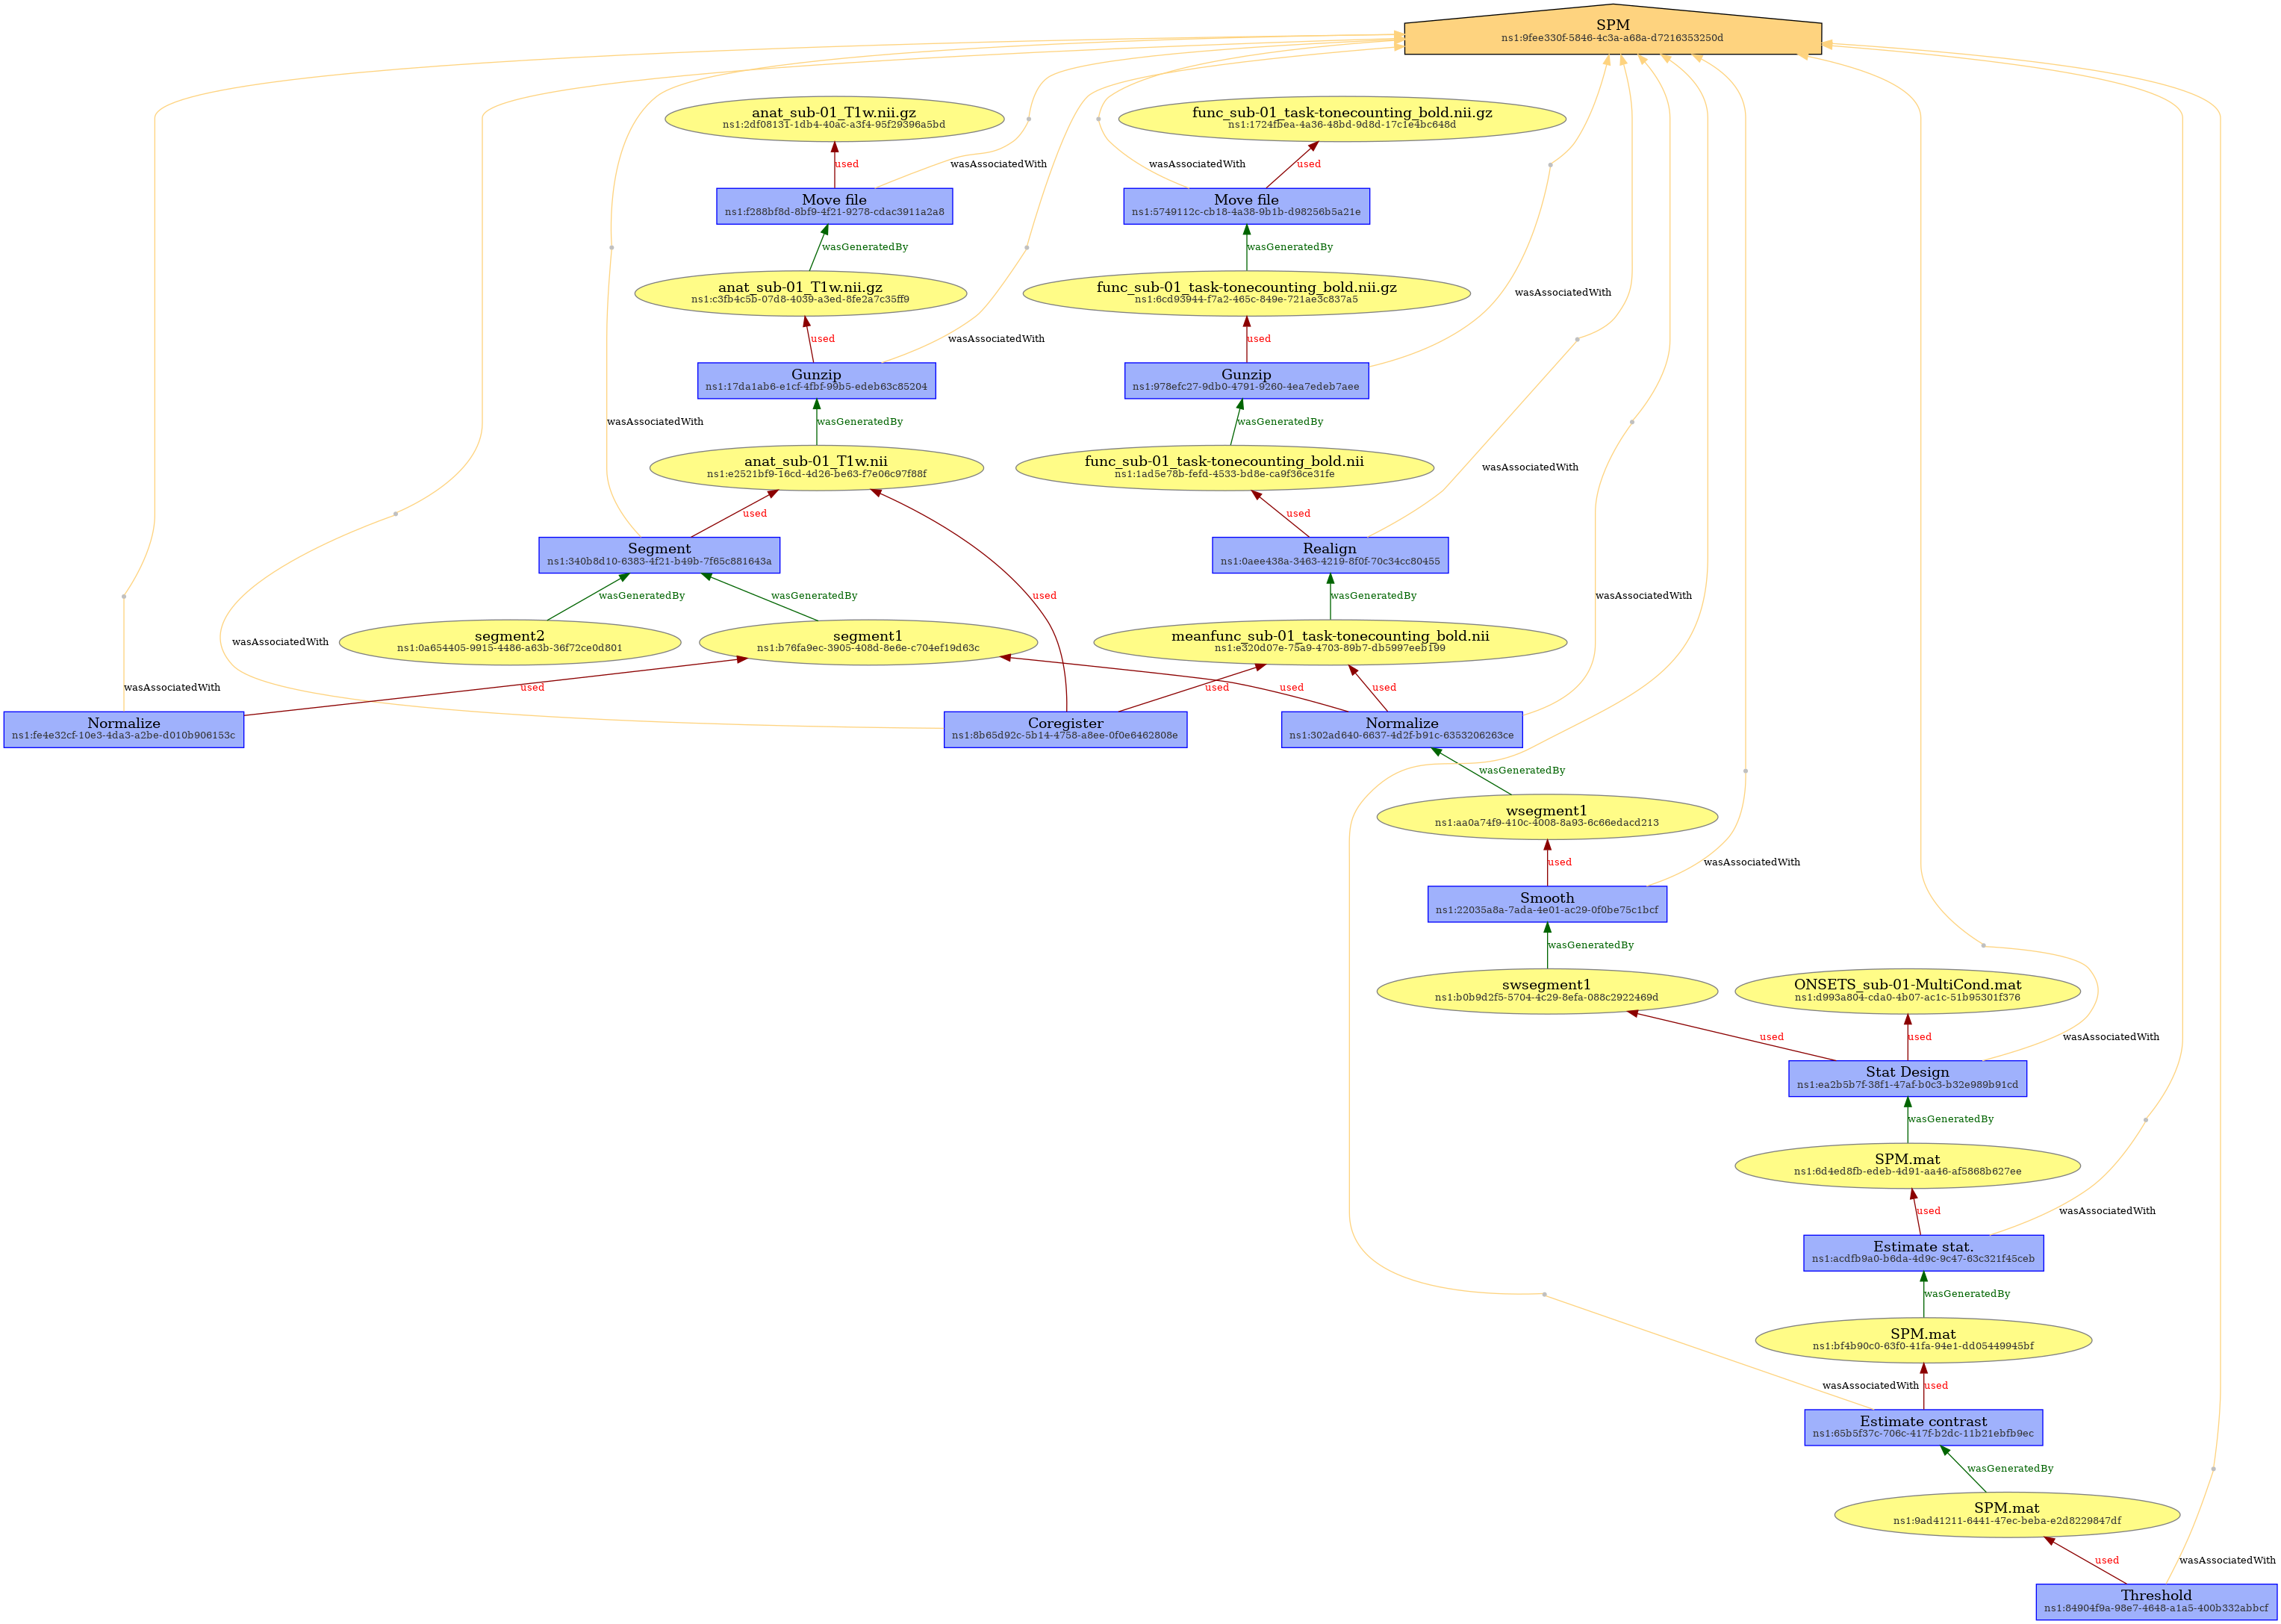 SPM
ns1:9fee330f-5846-4c3a-a68a-d7216353250d
anat_sub-01_T1w.nii.gz
ns1:2df08131-1db4-40ac-a3f4-95f29396a5bd
func_sub-01_task-tonecounting_bold.nii.gz
ns1:1724fbea-4a36-48bd-9d8d-17c1e4bc648d
used
wasAssociatedWith
wasAssociatedWith
used
Move file
ns1:f288bf8d-8bf9-4f21-9278-cdac3911a2a8
Move file
ns1:5749112c-cb18-4a38-9b1b-d98256b5a21e
wasGeneratedBy
wasGeneratedBy
anat_sub-01_T1w.nii.gz
ns1:c3fb4c5b-07d8-4039-a3ed-8fe2a7c35ff9
func_sub-01_task-tonecounting_bold.nii.gz
ns1:6cd93944-f7a2-465c-849e-721ae3c837a5
wasAssociatedWith
used
wasAssociatedWith
used
Gunzip
ns1:17da1ab6-e1cf-4fbf-99b5-edeb63c85204
Gunzip
ns1:978efc27-9db0-4791-9260-4ea7edeb7aee
wasAssociatedWith
wasGeneratedBy
wasGeneratedBy
anat_sub-01_T1w.nii
ns1:e2521bf9-16cd-4d26-be63-f7e06c97f88f
func_sub-01_task-tonecounting_bold.nii
ns1:1ad5e78b-fefd-4533-bd8e-ca9f36ce31fe
wasAssociatedWith
used
used
Segment
ns1:340b8d10-6383-4f21-b49b-7f65c881643a
Realign
ns1:0aee438a-3463-4219-8f0f-70c34cc80455
wasGeneratedBy
wasGeneratedBy
used
wasGeneratedBy
wasAssociatedWith
segment2
ns1:0a654405-9915-4486-a63b-36f72ce0d801
segment1
ns1:b76fa9ec-3905-408d-8e6e-c704ef19d63c
meanfunc_sub-01_task-tonecounting_bold.nii
ns1:e320d07e-75a9-4703-89b7-db5997eeb199
wasAssociatedWith
wasAssociatedWith
used
used
used
used
Normalize
ns1:fe4e32cf-10e3-4da3-a2be-d010b906153c
Coregister
ns1:8b65d92c-5b14-4758-a8ee-0f0e6462808e
Normalize
ns1:302ad640-6637-4d2f-b91c-6353206263ce
wasGeneratedBy
wsegment1
ns1:aa0a74f9-410c-4008-8a93-6c66edacd213
used
wasAssociatedWith
Smooth
ns1:22035a8a-7ada-4e01-ac29-0f0be75c1bcf
wasGeneratedBy
swsegment1
ns1:b0b9d2f5-5704-4c29-8efa-088c2922469d
ONSETS_sub-01-MultiCond.mat
ns1:d993a804-cda0-4b07-ac1c-51b95301f376
used
used
wasAssociatedWith
Stat Design
ns1:ea2b5b7f-38f1-47af-b0c3-b32e989b91cd
wasGeneratedBy
SPM.mat
ns1:6d4ed8fb-edeb-4d91-aa46-af5868b627ee
used
wasAssociatedWith
Estimate stat.
ns1:acdfb9a0-b6da-4d9c-9c47-63c321f45ceb
wasGeneratedBy
SPM.mat
ns1:bf4b90c0-63f0-41fa-94e1-dd05449945bf
wasAssociatedWith
used
Estimate contrast
ns1:65b5f37c-706c-417f-b2dc-11b21ebfb9ec
wasGeneratedBy
SPM.mat
ns1:9ad41211-6441-47ec-beba-e2d8229847df
used
wasAssociatedWith
Threshold
ns1:84904f9a-98e7-4648-a1a5-400b332abbcf